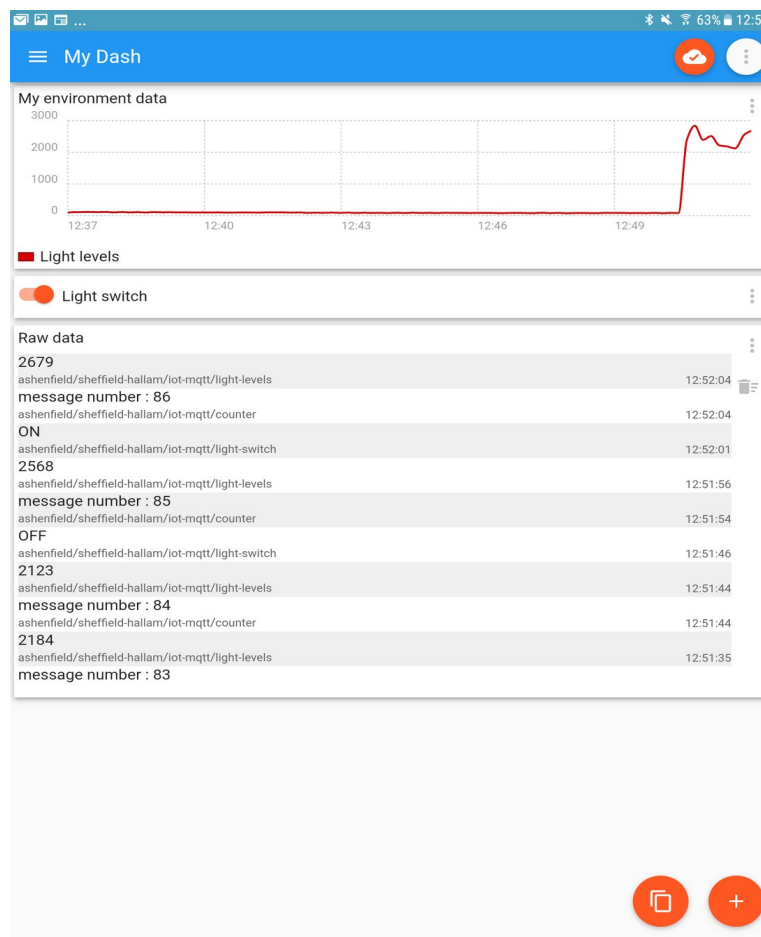 ... 63% 12:5
My Dash
My environment data
3000
2000
1000
0
12:37 12:40 12:43 12:46 12:49
Light levels
Light switch
Raw data
2679
ashenfield/sheffield-hallam/iot-mqtt/light-levels 12:52:04
message number : 86
ashenfield/sheffield-hallam/iot-mqtt/counter 12:52:04
ON
ashenfield/sheffield-hallam/iot-mqtt/light-switch 12:52:01
2568
ashenfield/sheffield-hallam/iot-mqtt/light-levels 12:51:56
message number : 85
ashenfield/sheffield-hallam/iot-mqtt/counter 12:51:54
OFF
ashenfield/sheffield-hallam/iot-mqtt/light-switch 12:51:46
2123
ashenfield/sheffield-hallam/iot-mqtt/light-levels 12:51:44
message number : 84
ashenfield/sheffield-hallam/iot-mqtt/counter 12:51:44
2184
ashenfield/sheffield-hallam/iot-mqtt/light-levels 12:51:35
message number : 83